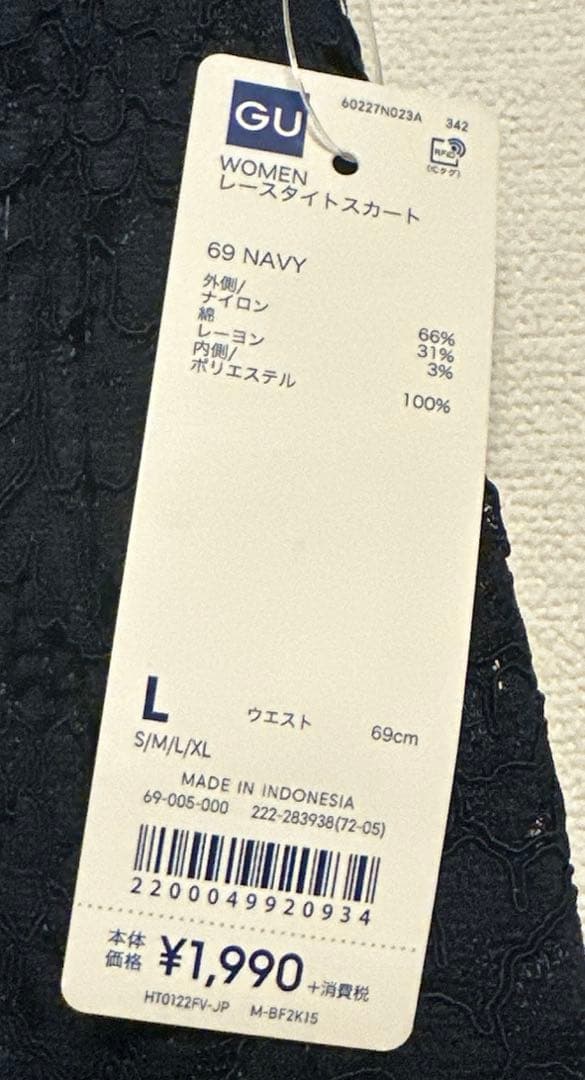 GU
60227N023A 342
RFID
(ICタグ)
WOMEN
レースタイトスカート
69 NAVY
外側/
ナイロン 66%
綿 31%
レーヨン 3%
内側/
ポリエステル 100%
L ウエスト 69cm
S/M/L/XL
MADE IN INDONESIA
69-005-000 222-283938(72-05)
2200049920934
本体
価格 ¥1,990 +消費税
HT0122FV-JP M-BF2K15